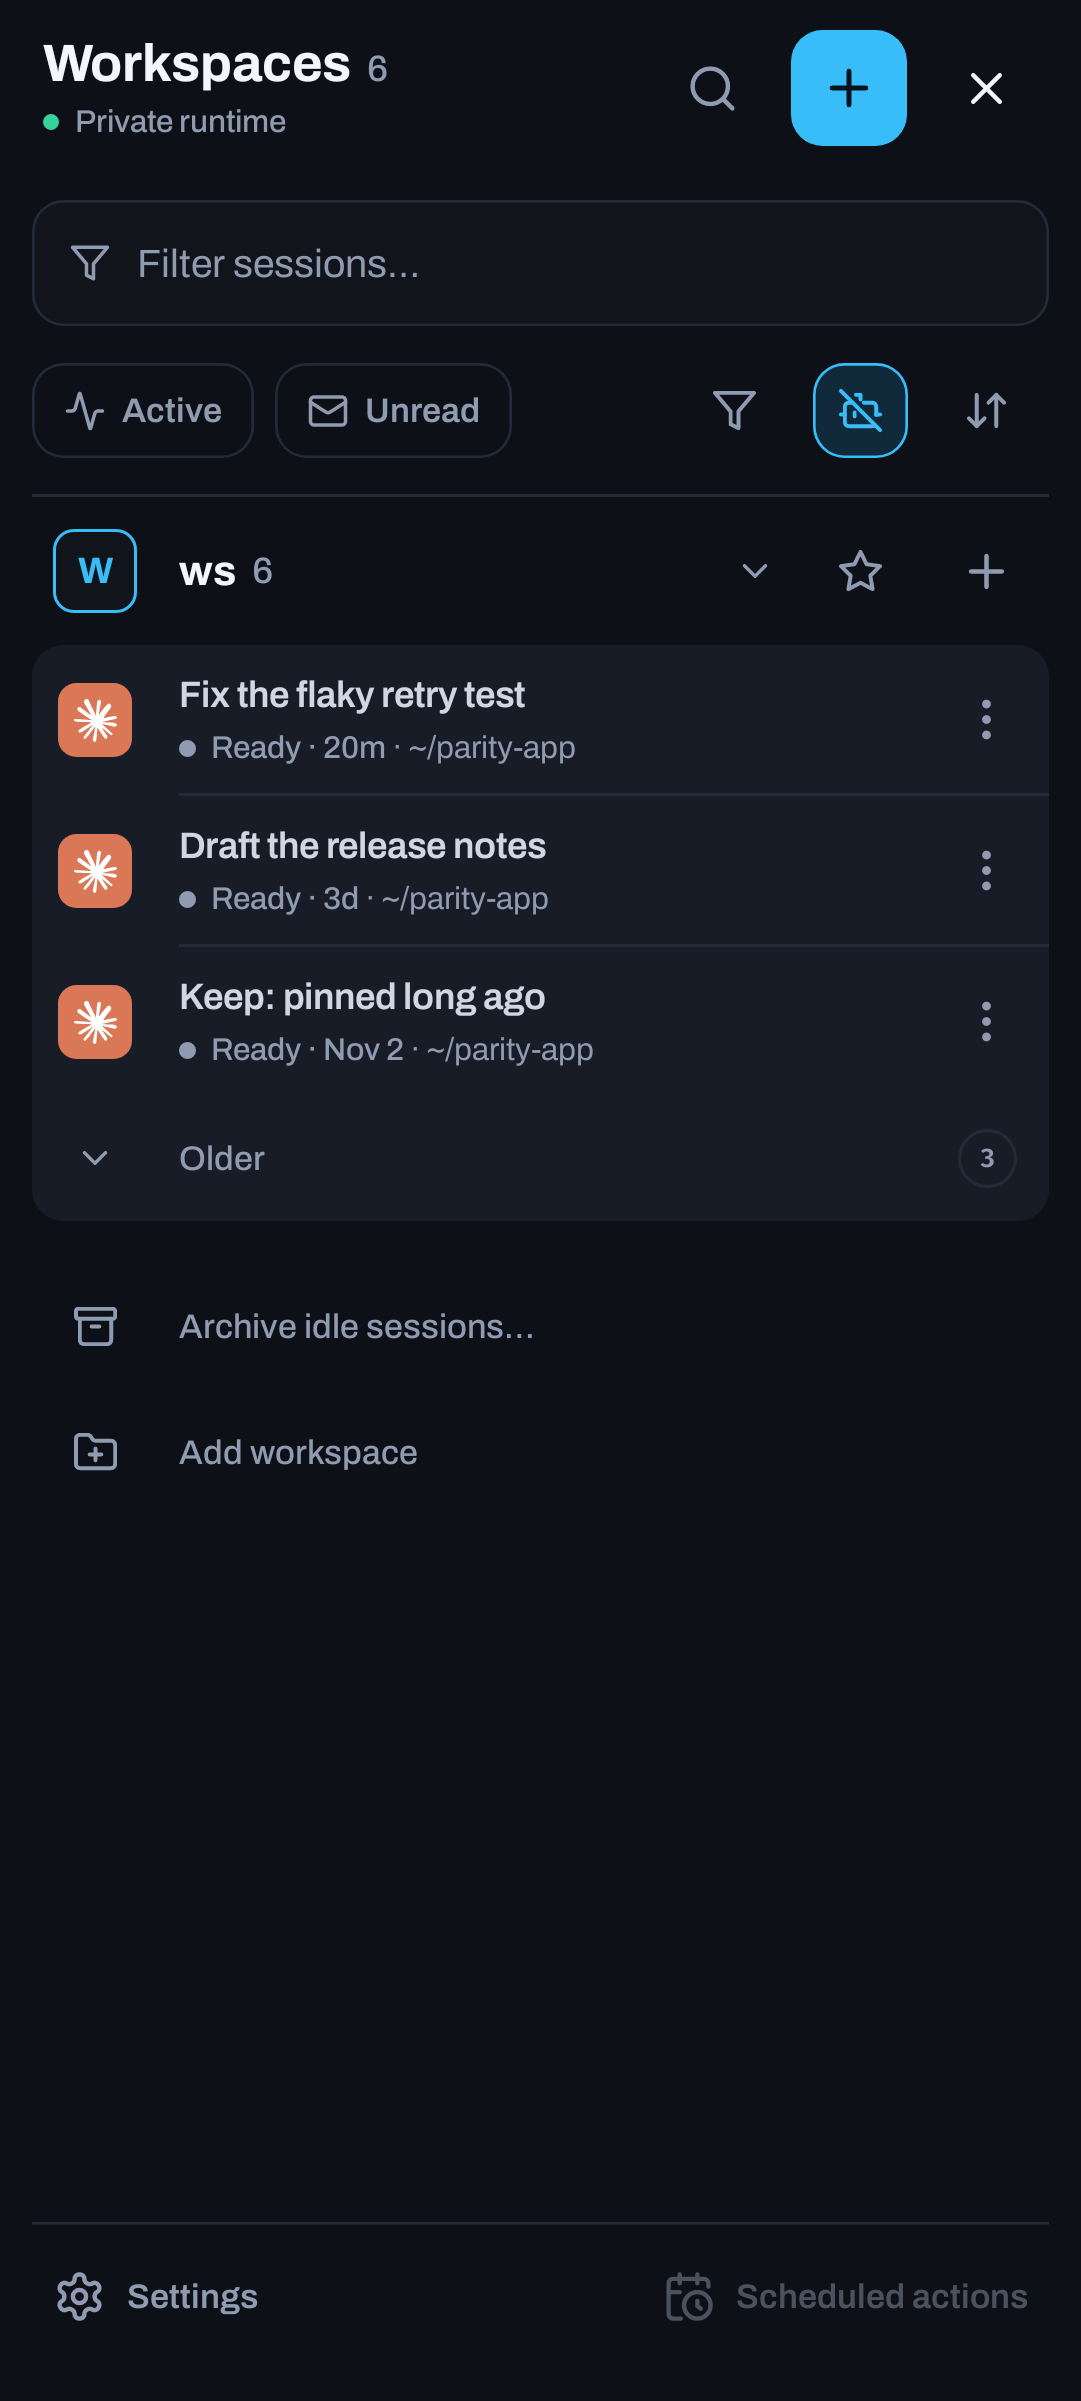 Workspaces 6
Private runtime
Filter sessions...
Active
Unread
W
ws 6
Fix the flaky retry test
Ready · 20m · ~/parity-app
Draft the release notes
Ready · 3d · ~/parity-app
Keep: pinned long ago
Ready · Nov 2 · ~/parity-app
Older
3
Archive idle sessions...
Add workspace
Settings
Scheduled actions